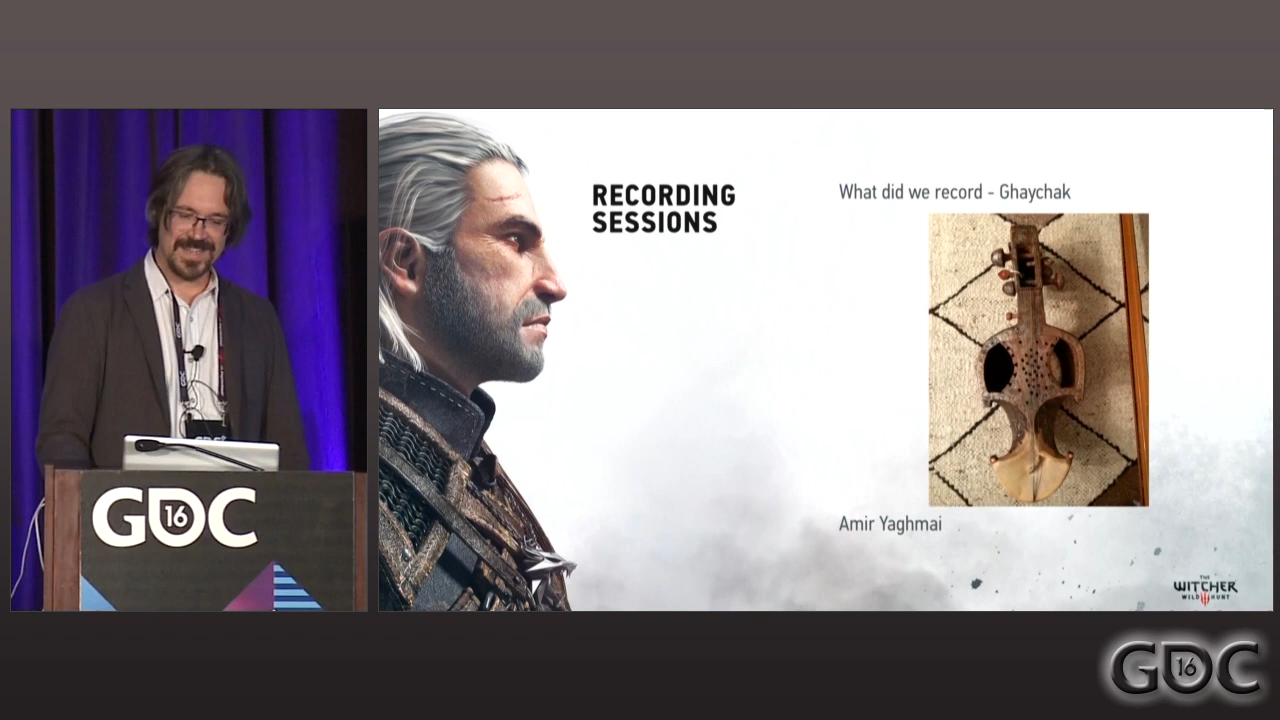 RECORDING
SESSIONS
What did we record - Ghaychak
Amir Yaghmai
THE
WITCHER
WILD HUNT
GDC
16
GDC
16